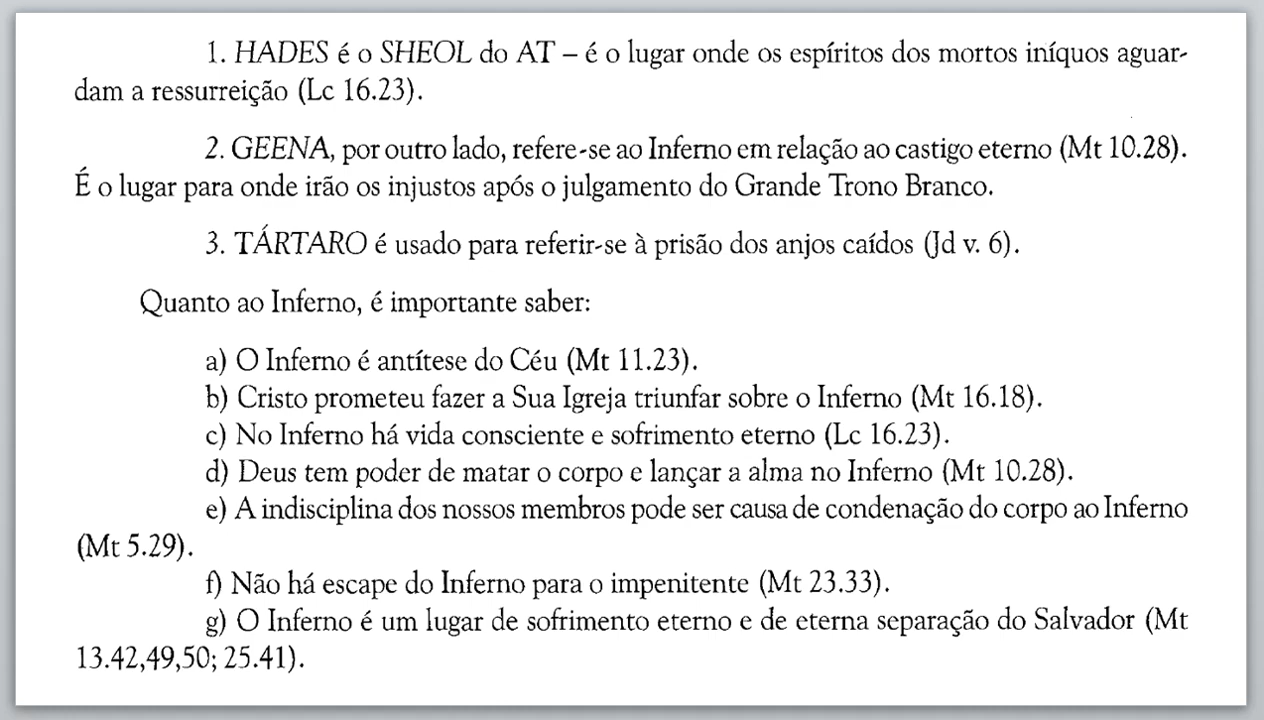 1. HADES é o SHEOL do AT – é o lugar onde os espíritos dos mortos iníquos aguar-
dam a ressurreição (Lc 16.23).
2. GEENA, por outro lado, refere-se ao Inferno em relação ao castigo eterno (Mt 10.28).
É o lugar para onde irão os injustos após o julgamento do Grande Trono Branco.
3. TÁRTARO é usado para referir-se à prisão dos anjos caídos (Jd v. 6).
Quanto ao Inferno, é importante saber:
a) O Inferno é antítese do Céu (Mt 11.23).
b) Cristo prometeu fazer a Sua Igreja triunfar sobre o Inferno (Mt 16.18).
c) No Inferno há vida consciente e sofrimento eterno (Lc 16.23).
d) Deus tem poder de matar o corpo e lançar a alma no Inferno (Mt 10.28).
e) A indisciplina dos nossos membros pode ser causa de condenação do corpo ao Inferno
(Mt 5.29).
f) Não há escape do Inferno para o impenitente (Mt 23.33).
g) O Inferno é um lugar de sofrimento eterno e de eterna separação do Salvador (Mt
13.42,49,50; 25.41).